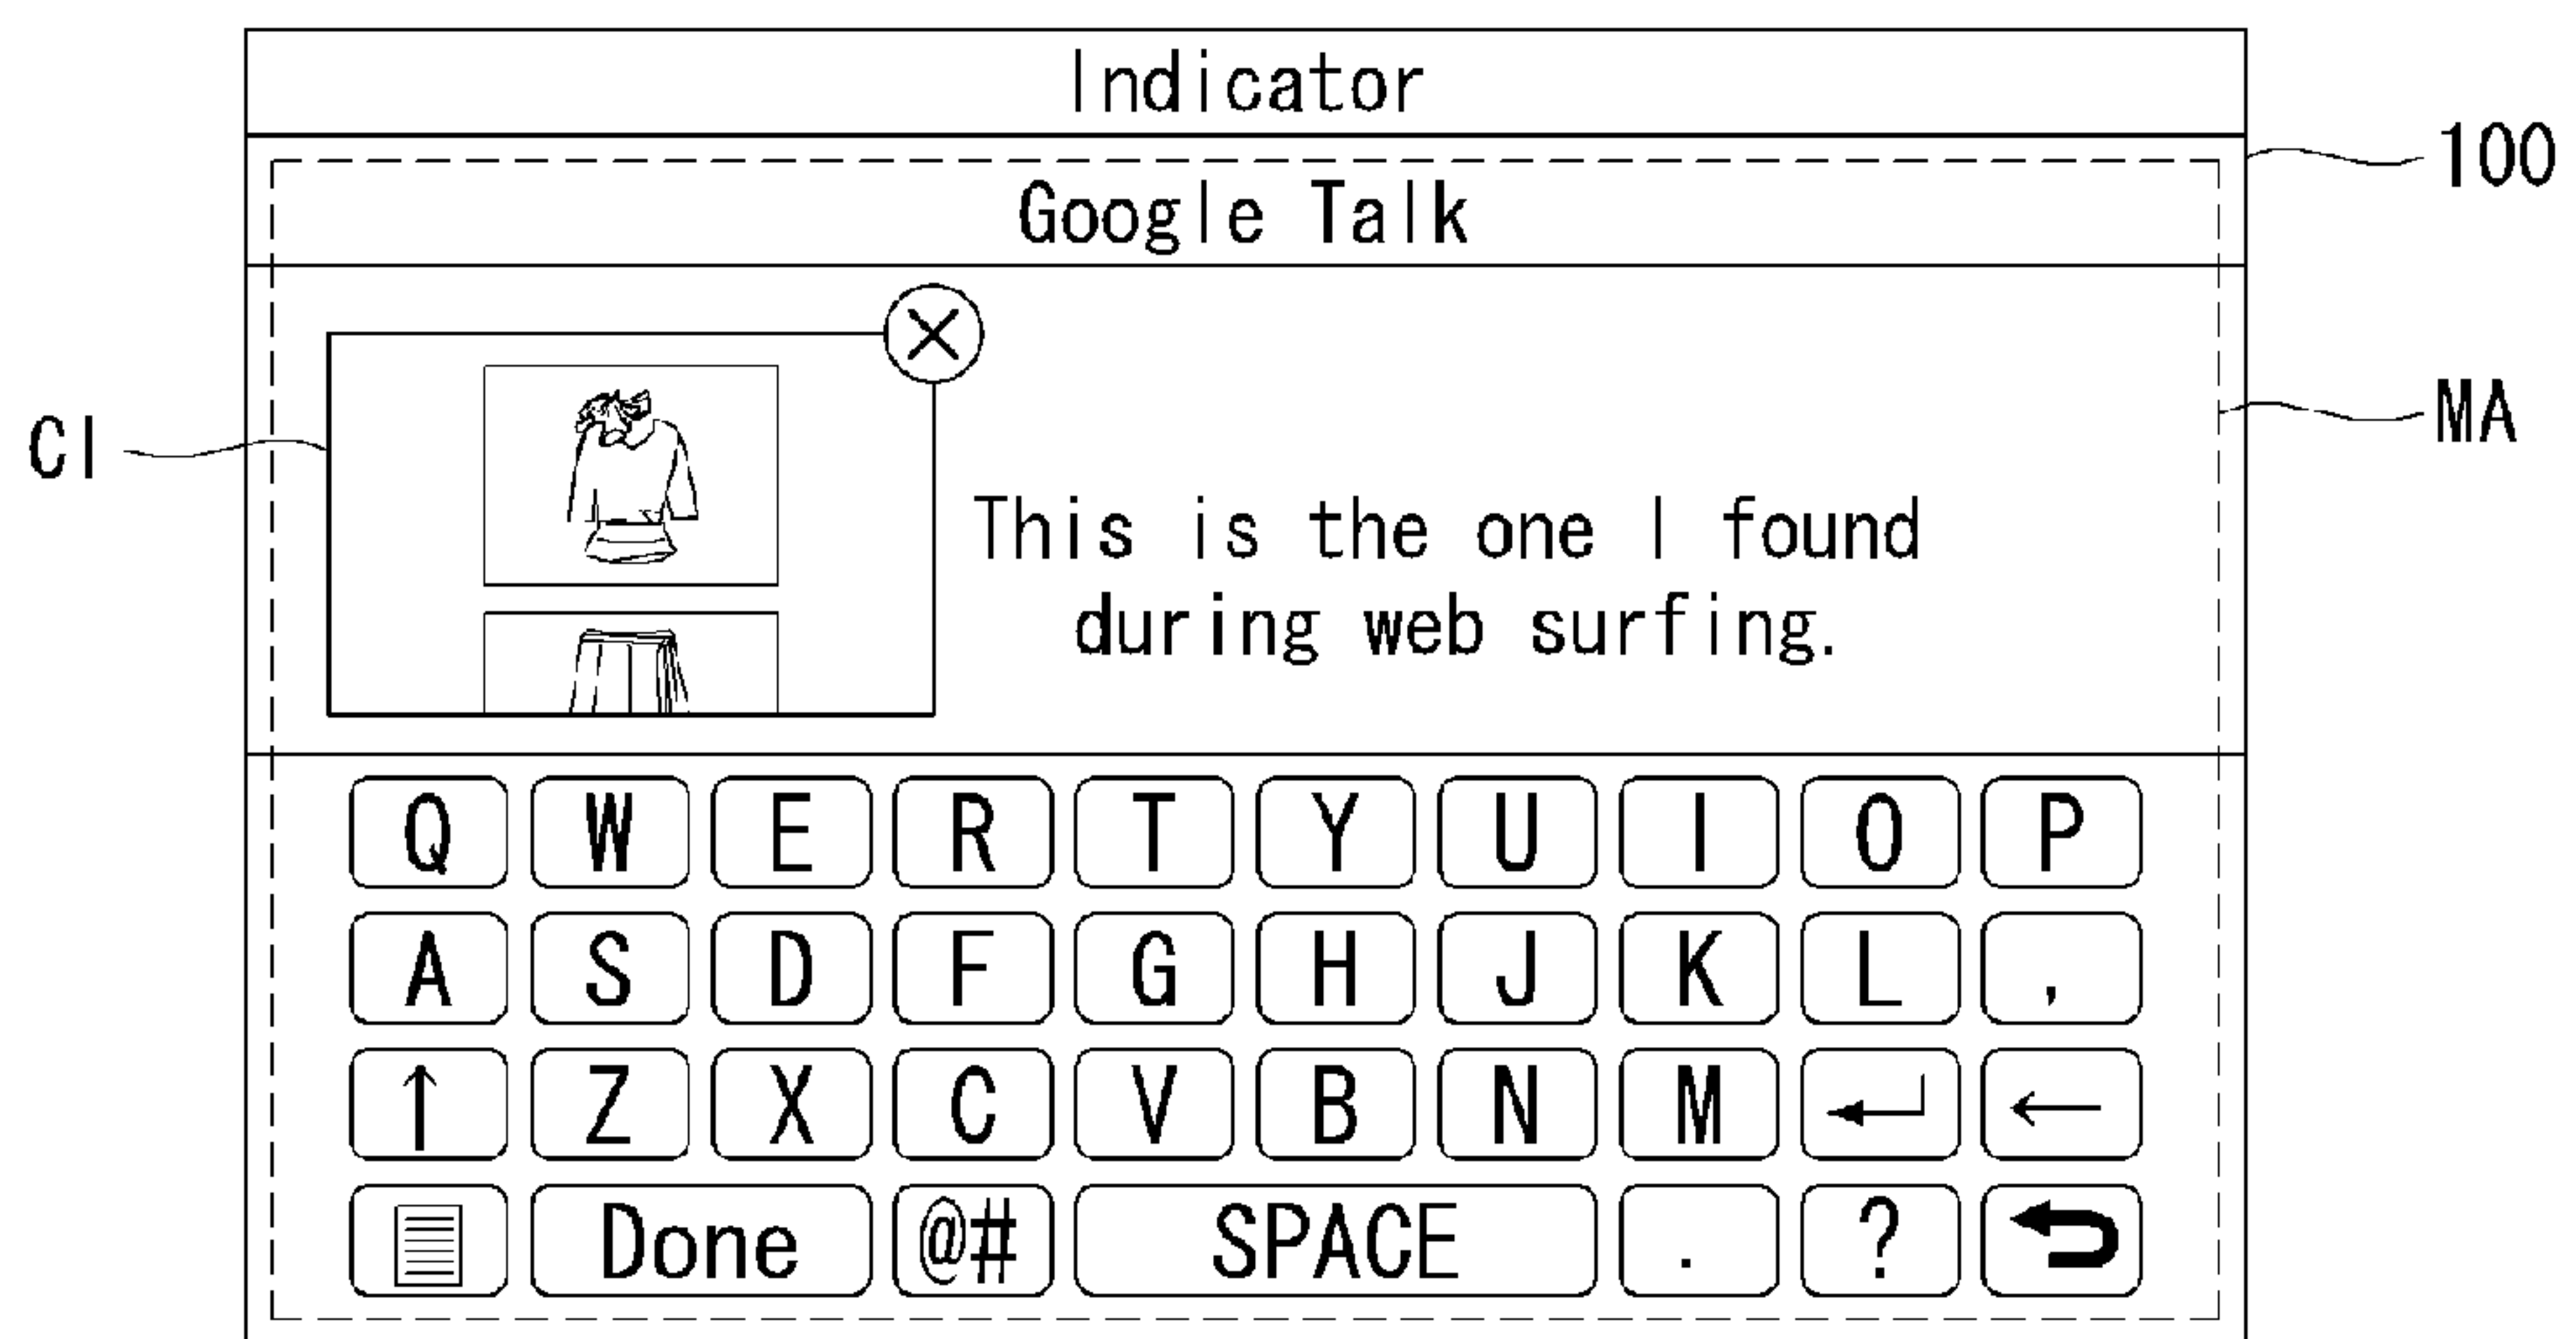 Indicator
100
Google Talk
CI
MA
This is the one I found
during web surfing.
Q W E R T Y U I O P
A S D F G H J K L ,
↑ Z X C V B N M ↵ ←
Done @# SPACE . ?